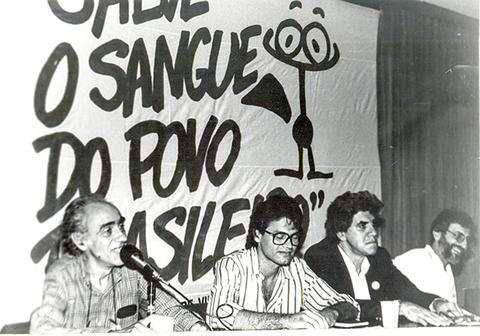 SALVE
O SANGUE
DO POVO
BRASILEIRO"